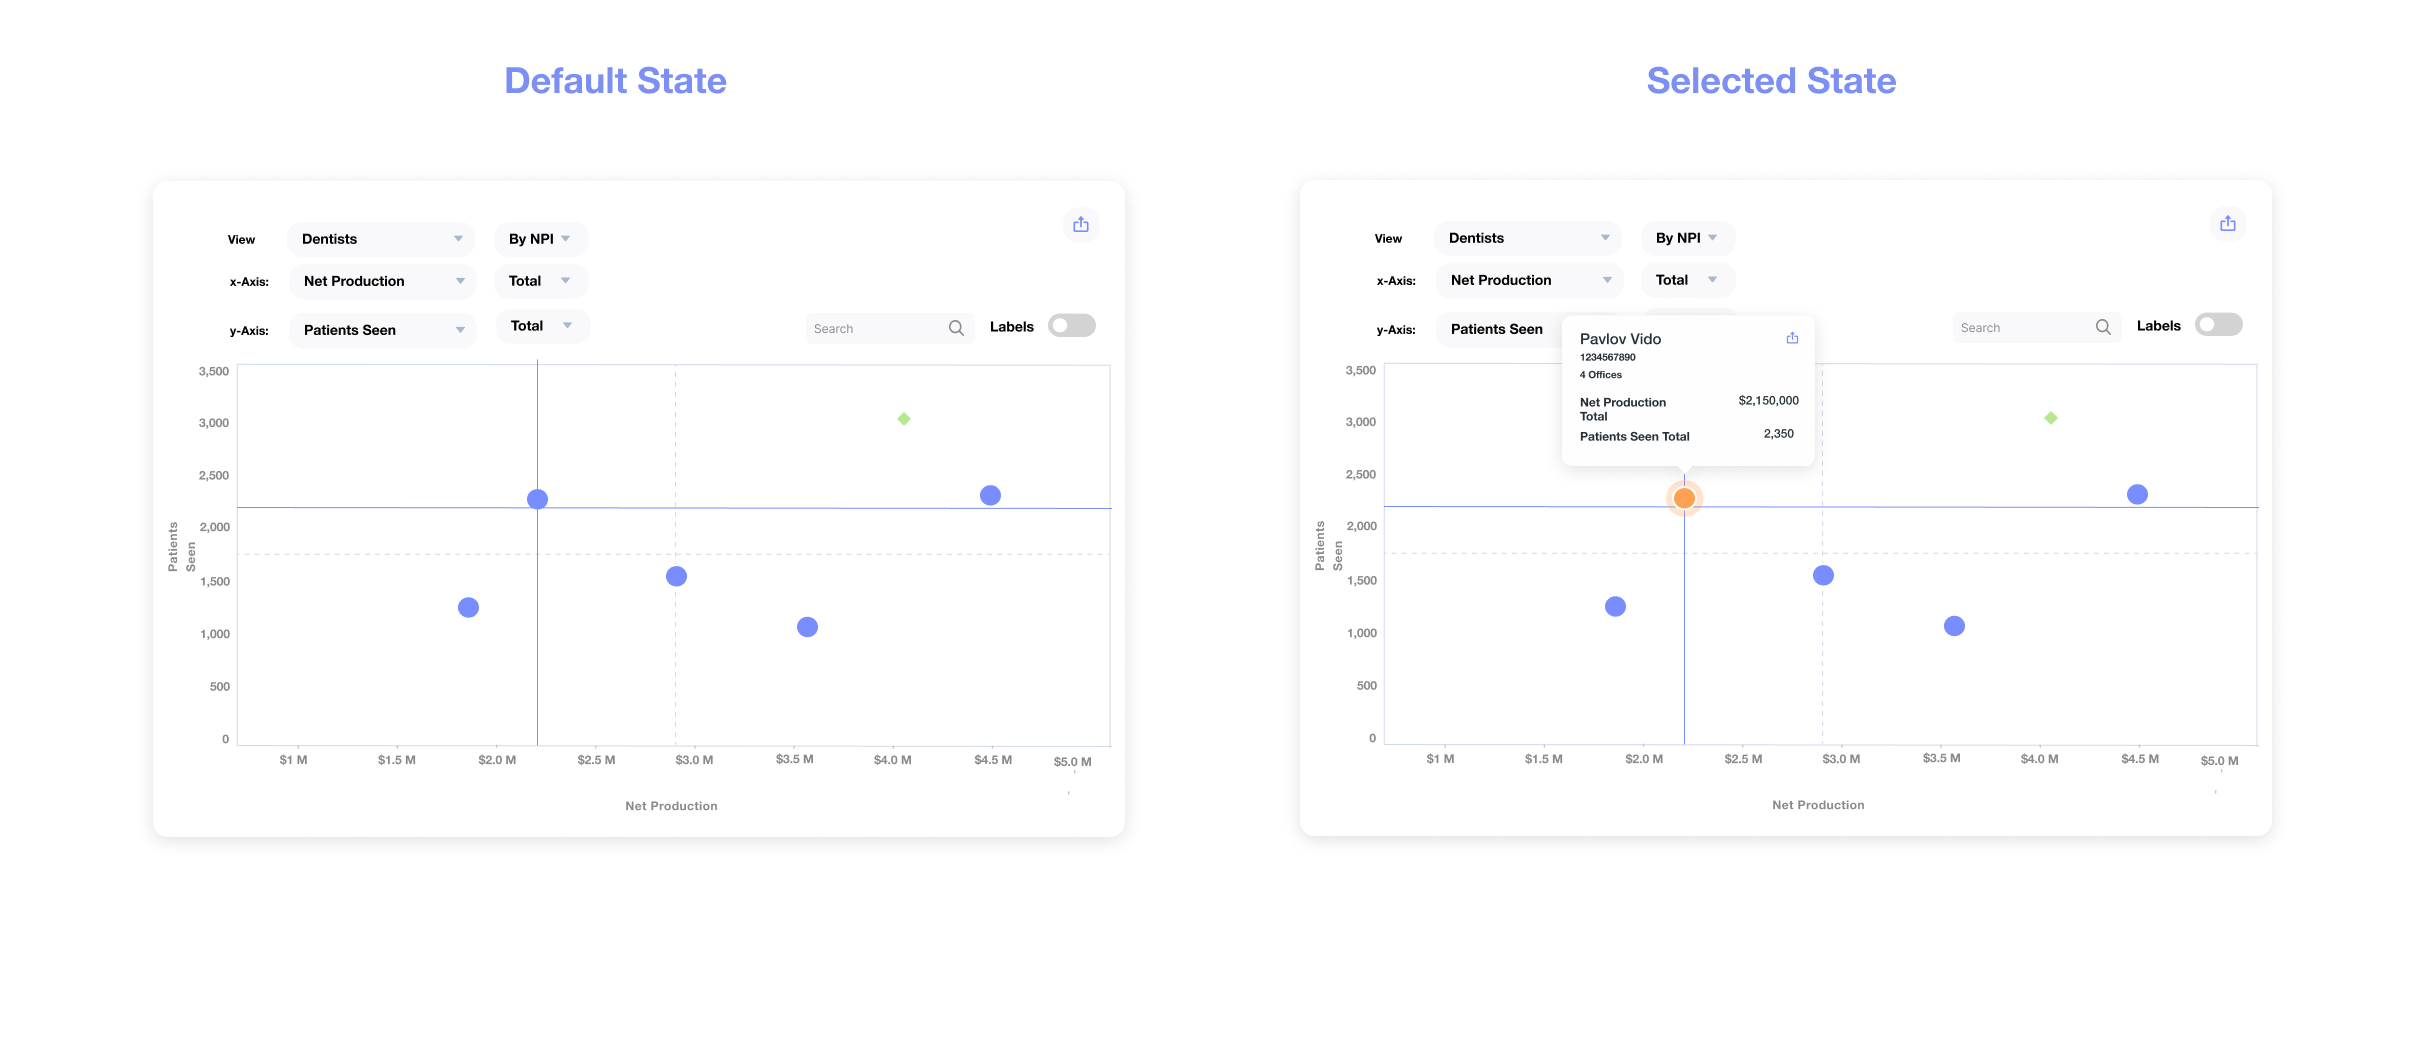 Default State
View
Dentists
By NPI
x-Axis:
Net Production
Total
y-Axis:
Patients Seen
Total
Search
Labels
3,500
3,000
2,500
2,000
1,500
1,000
500
0
Patients
Seen
$1 M
$1.5 M
$2.0 M
$2.5 M
$3.0 M
$3.5 M
$4.0 M
$4.5 M
$5.0 M
Net Production
Selected State
View
Dentists
By NPI
x-Axis:
Net Production
Total
y-Axis:
Patients Seen
Search
Labels
Pavlov Vido
1234567890
4 Offices
Net Production
Total
$2,150,000
Patients Seen Total
2,350
3,500
3,000
2,500
2,000
1,500
1,000
500
0
Patients
Seen
$1 M
$1.5 M
$2.0 M
$2.5 M
$3.0 M
$3.5 M
$4.0 M
$4.5 M
$5.0 M
Net Production